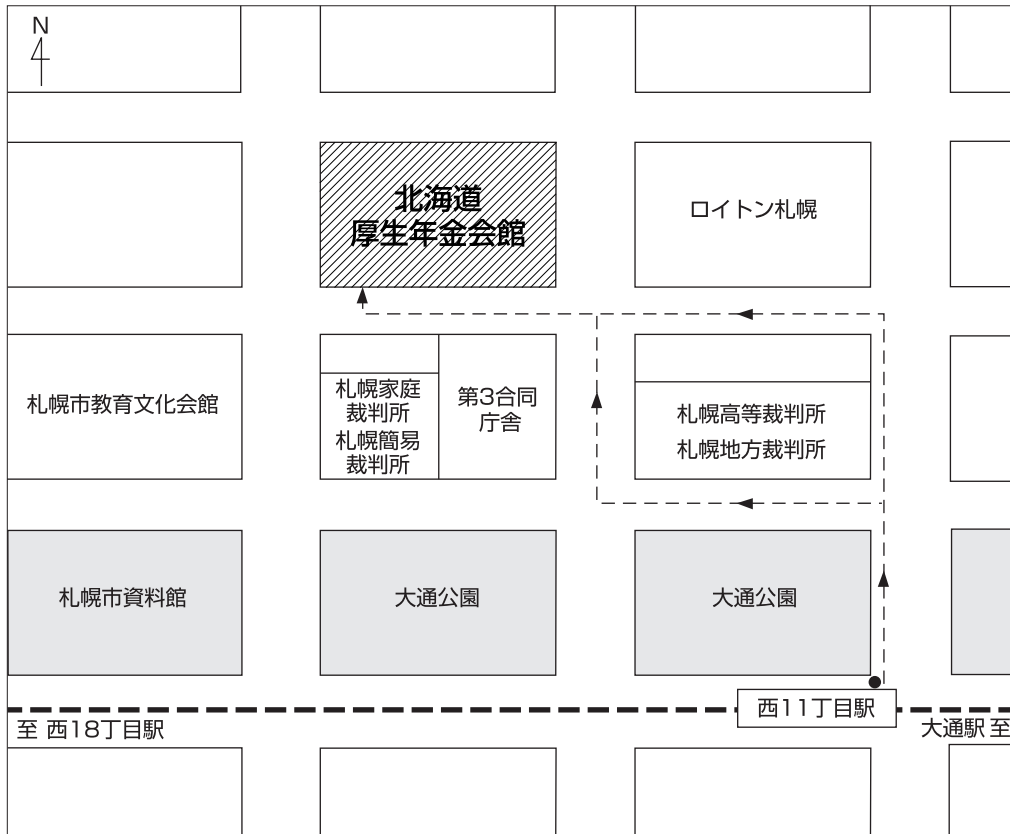 N
北海道
厚生年金会館
ロイトン札幌
札幌市教育文化会館
札幌家庭
裁判所
札幌簡易
裁判所
第3合同
庁舎
札幌高等裁判所
札幌地方裁判所
札幌市資料館
大通公園
大通公園
西11丁目駅
至 西18丁目駅
大通駅 至